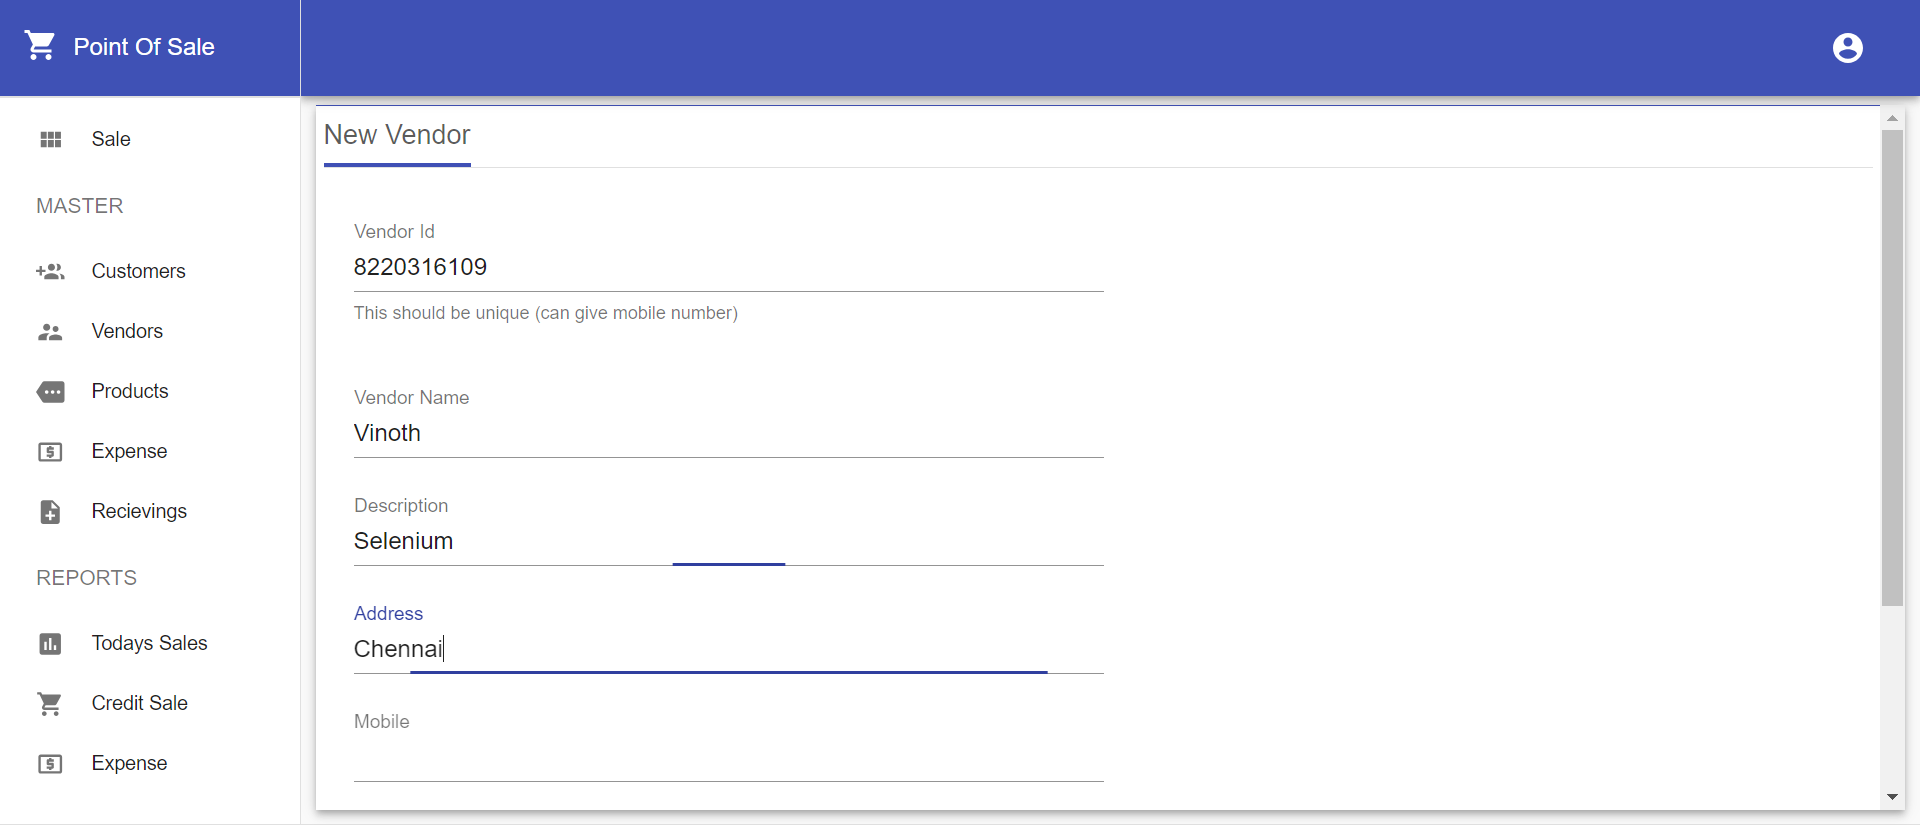 Point Of Sale
Sale
MASTER
Customers
Vendors
Products
Expense
Recievings
REPORTS
Todays Sales
Credit Sale
Expense
New Vendor
Vendor Id
8220316109
This should be unique (can give mobile number)
Vendor Name
Vinoth
Description
Selenium
Address
Chennai
Mobile